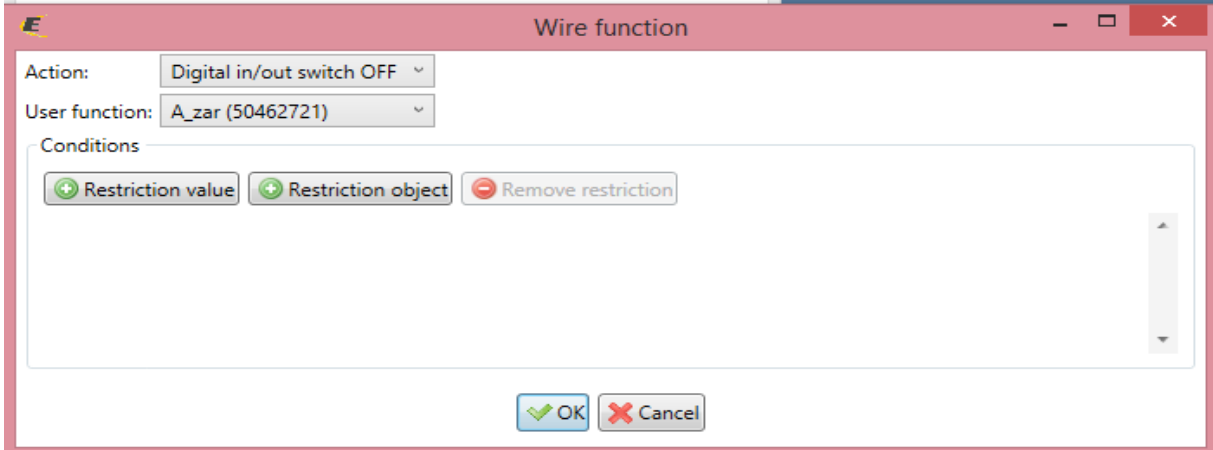 Wire function
Action: Digital in/out switch OFF
User function: A_zar (50462721)
Conditions
Restriction value Restriction object Remove restriction
OK Cancel